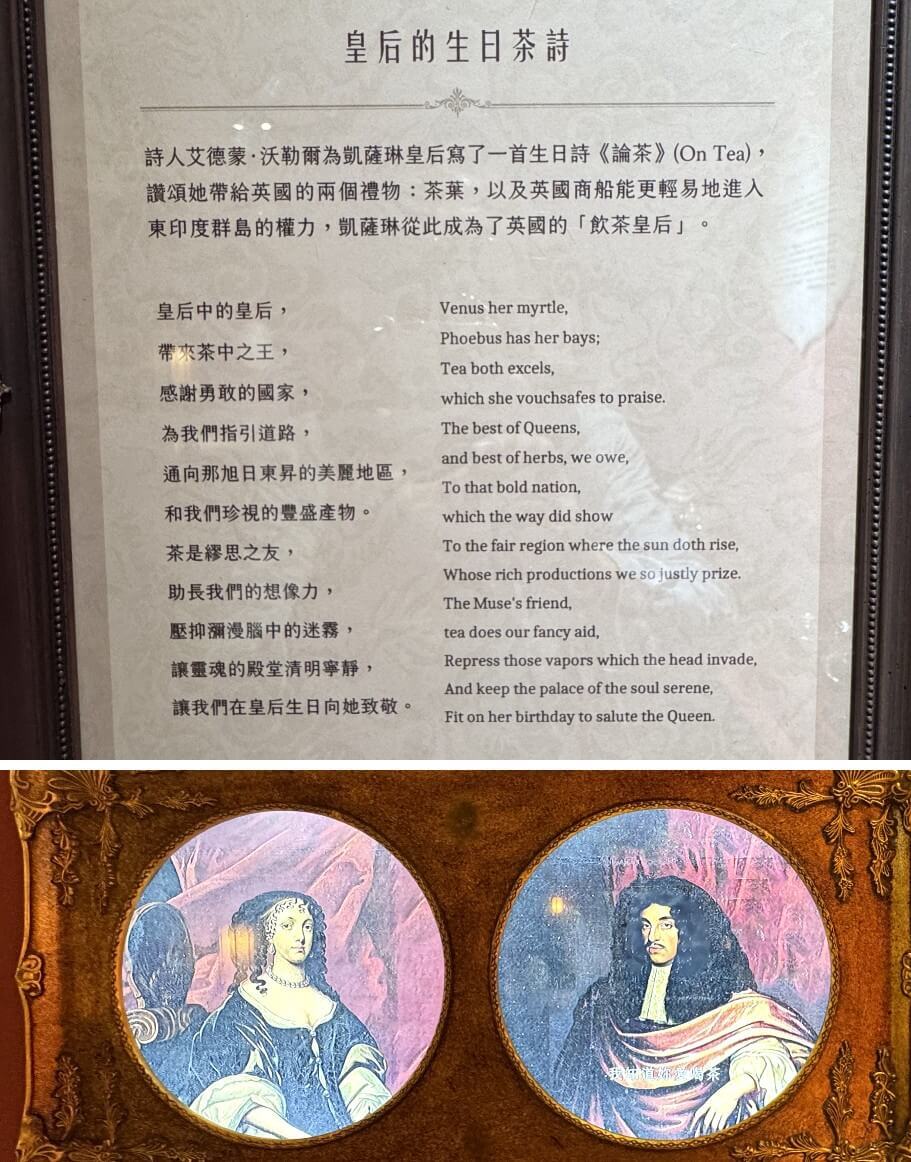 皇后的生日茶詩
詩人艾德蒙·沃勒爾為凱薩琳皇后寫了一首生日詩《論茶》(On Tea)，
讚頌她帶給英國的兩個禮物：茶葉，以及英國商船能更輕易地進入
東印度群島的權力，凱薩琳從此成為了英國的「飲茶皇后」。
皇后中的皇后，
帶來茶中之王，
感謝勇敢的國家，
為我們指引道路，
通向那旭日東昇的美麗地區，
和我們珍視的豐盛產物。
茶是繆思之友，
助長我們的想像力，
壓抑瀰漫腦中的迷霧，
讓靈魂的殿堂清明寧靜，
讓我們在皇后生日向她致敬。
Venus her myrtle,
Phoebus has her bays;
Tea both excels,
which she vouchsafes to praise.
The best of Queens,
and best of herbs, we owe,
To that bold nation,
which the way did show
To the fair region where the sun doth rise,
Whose rich productions we so justly prize.
The Muse's friend,
tea does our fancy aid,
Repress those vapors which the head invade,
And keep the palace of the soul serene,
Fit on her birthday to salute the Queen.
我知道妳愛喝茶